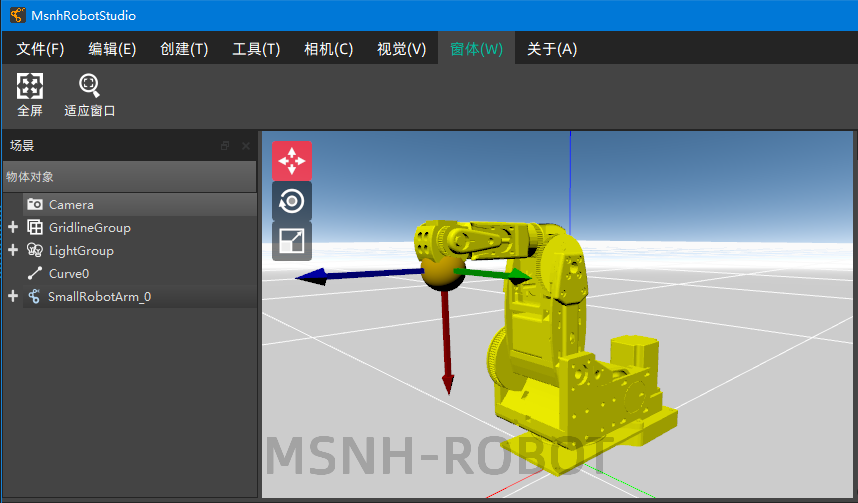 MsnhRobotStudio
文件(F) 编辑(E) 创建(T) 工具(T) 相机(C) 视觉(V) 窗体(W) 关于(A)
全屏 适应窗口
场景
物体对象
Camera
GridlineGroup
LightGroup
Curve0
SmallRobotArm_0
MSNH-ROBOT